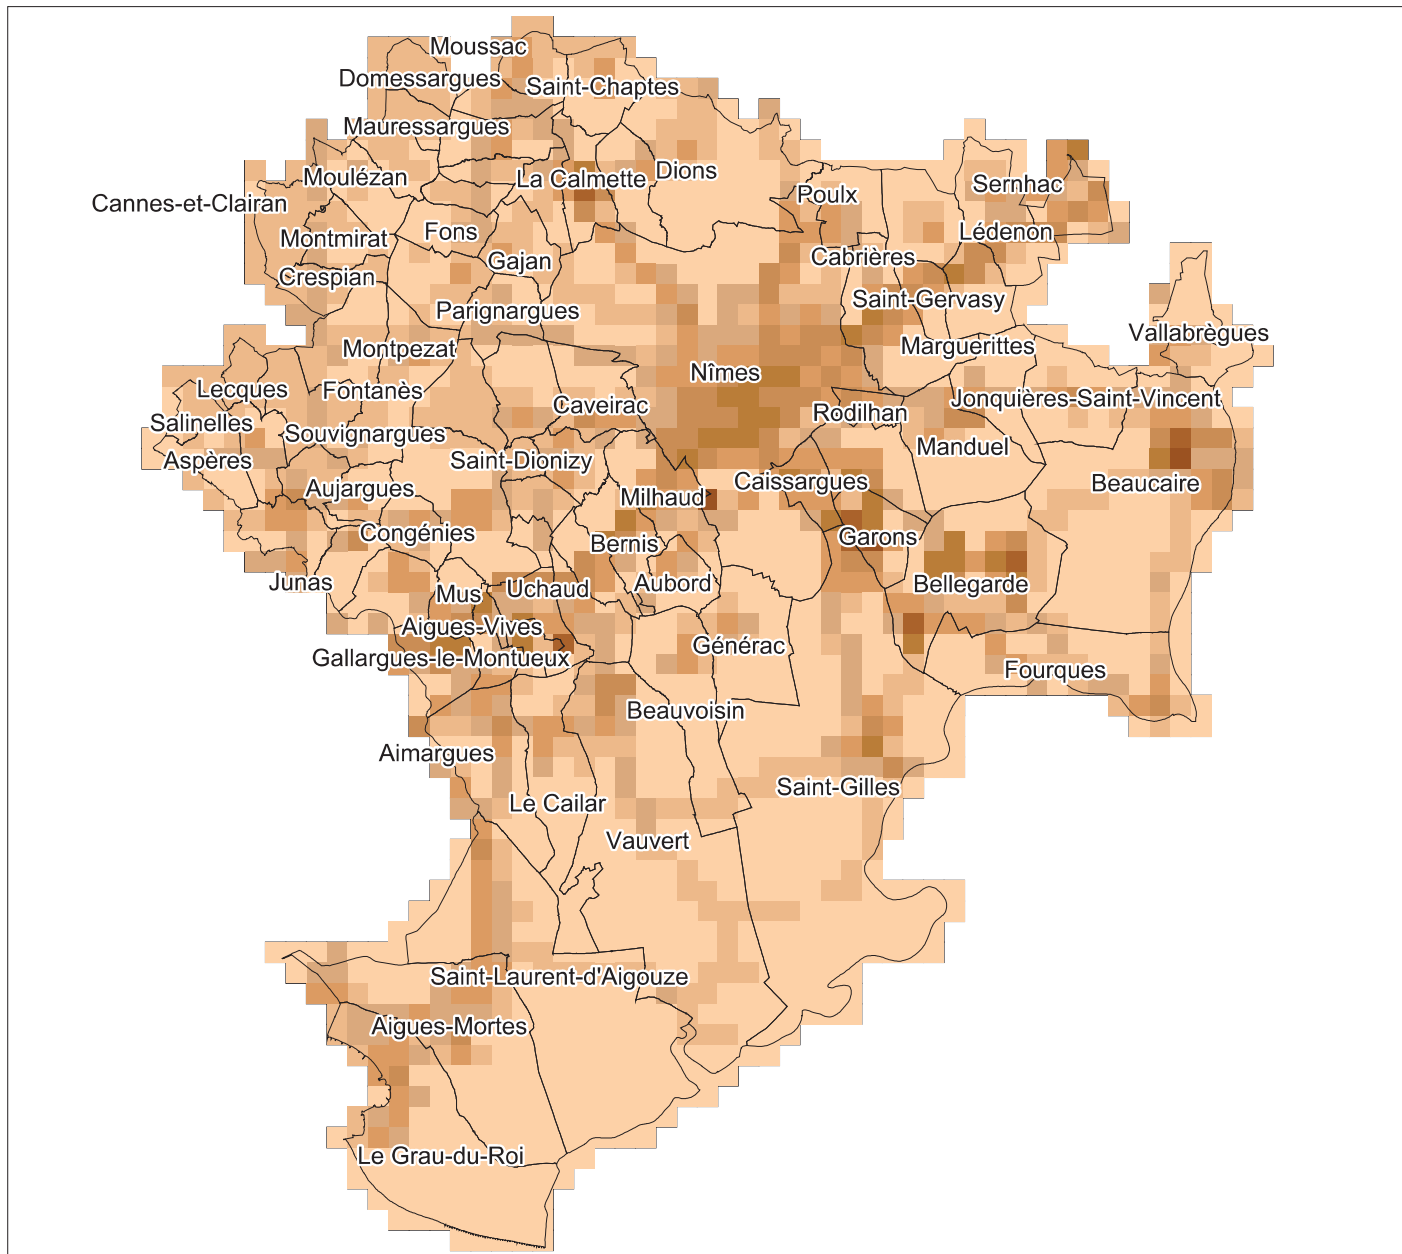 Moussac
Domessargues
Saint-Chaptes
Mauressargues
Moulézan
La Calmette
Dions
Sernhac
Poulx
Cannes-et-Clairan
Fons
Lédenon
Montmirat
Gajan
Cabrières
Crespian
Saint-Gervasy
Parignargues
Vallabrègues
Montpezat
Marguerittes
Nîmes
Lecques
Fontanès
Jonquières-Saint-Vincent
Caveirac
Rodilhan
Salinelles
Souvignargues
Manduel
Aspères
Saint-Dionizy
Caissargues
Beaucaire
Aujargues
Milhaud
Congénies
Garons
Bernis
Junas
Aubord
Bellegarde
Uchaud
Mus
Aigues-Vives
Générac
Gallargues-le-Montueux
Fourques
Beauvoisin
Aimargues
Saint-Gilles
Le Cailar
Vauvert
Saint-Laurent-d'Aigouze
Aigues-Mortes
Le Grau-du-Roi